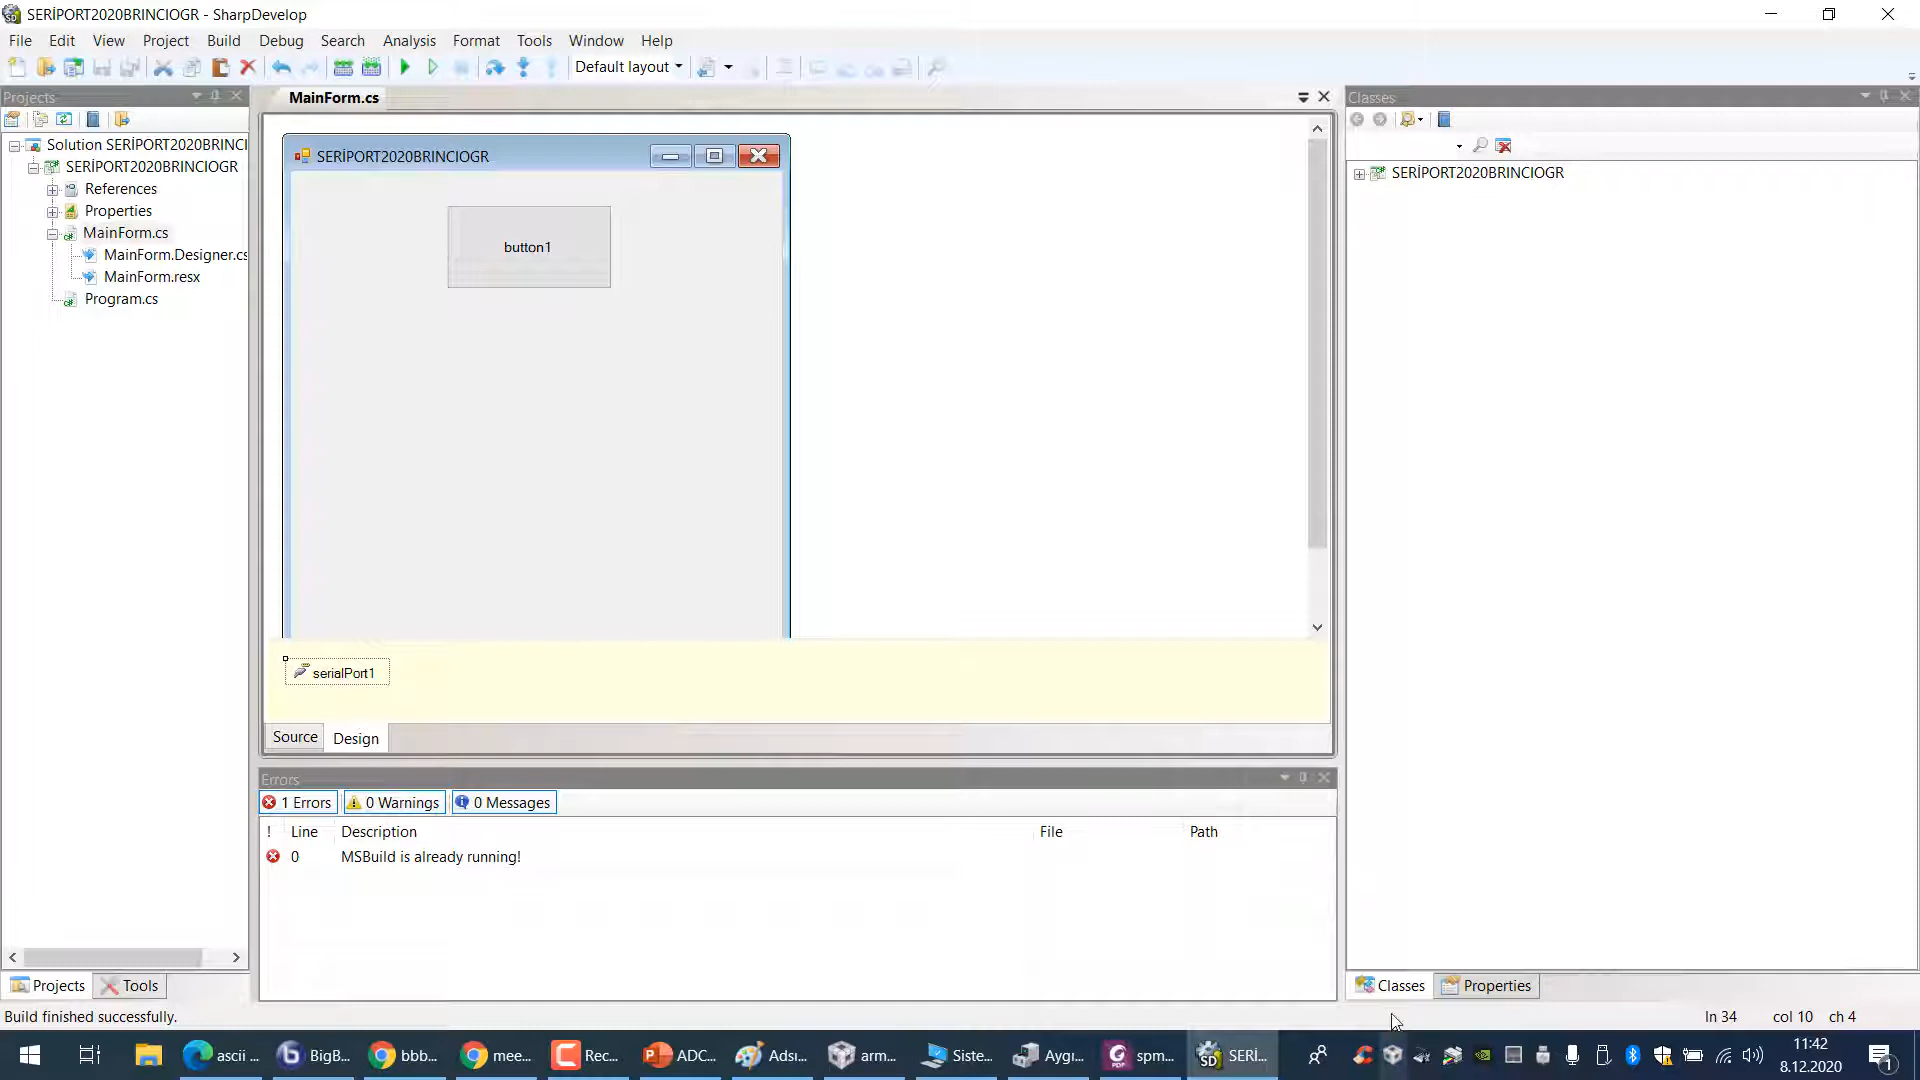 SERİPORT2020BRINCIOGR - SharpDevelop
File Edit View Project Build Debug Search Analysis Format Tools Window Help
Default layout
Projects
MainForm.cs
Classes
Solution SERİPORT2020BRINCI
SERİPORT2020BRINCIOGR
References
Properties
MainForm.cs
MainForm.Designer.cs
MainForm.resx
Program.cs
SERİPORT2020BRINCIOGR
button1
serialPort1
Source
Design
SERİPORT2020BRINCIOGR
Errors
1 Errors
0 Warnings
0 Messages
! Line Description File Path
0 MSBuild is already running!
Projects
Tools
Classes
Properties
Build finished successfully.
ln 34 col 10 ch 4
ascii ...
BigB...
bbb...
mee...
Rec...
ADC...
Adsı...
arm...
Siste...
Aygı...
spm...
SERİ...
11:42
8.12.2020
1